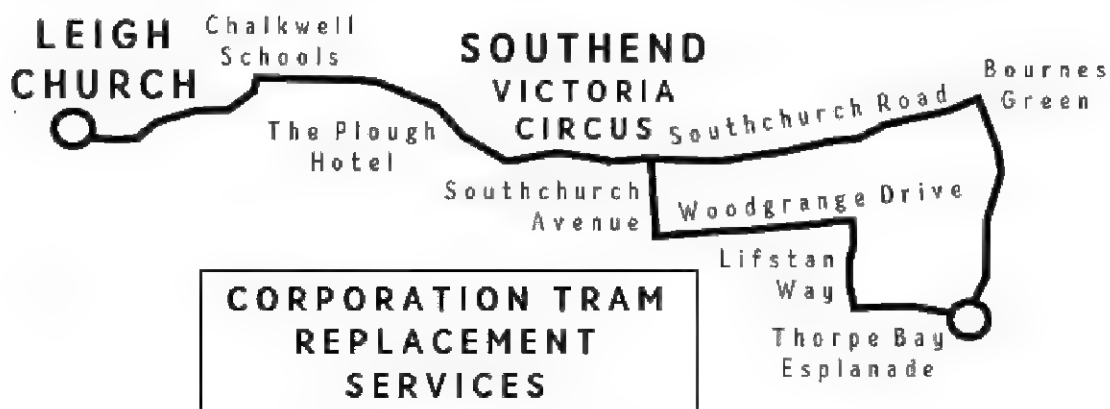 LEIGH
CHURCH
Chalkwell
Schools
The Plough
Hotel
SOUTHEND
VICTORIA
CIRCUS
Southchurch Road
Bournes
Green
Southchurch
Avenue
Woodgrange Drive
Lifstan
Way
Thorpe Bay
Esplanade
CORPORATION TRAM
REPLACEMENT
SERVICES